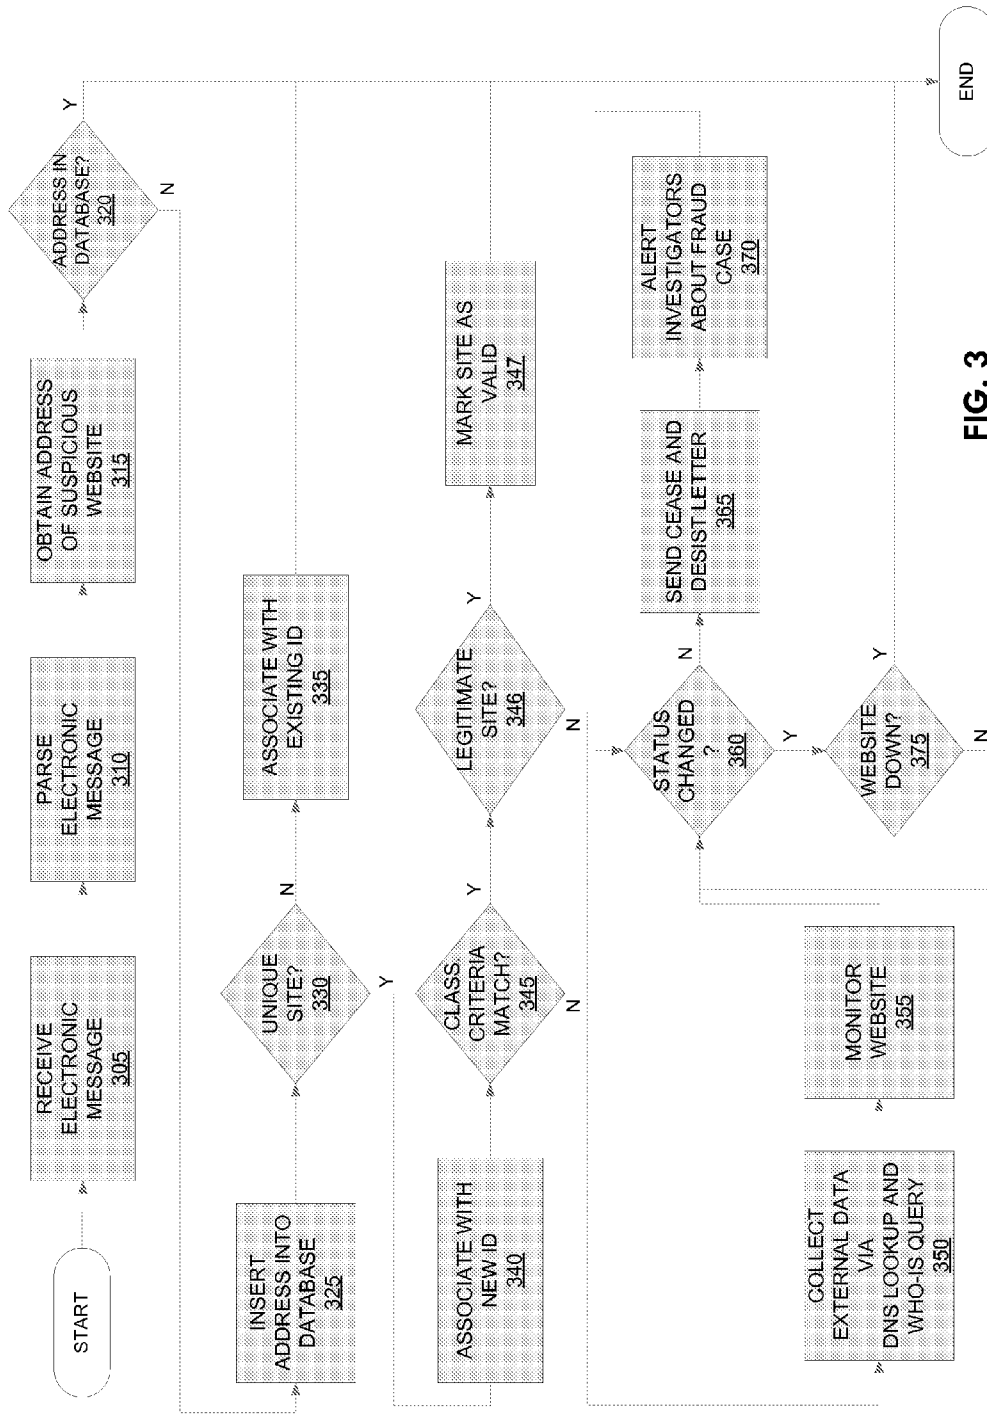 START
RECEIVE
ELECTRONIC
MESSAGE
305
PARSE
ELECTRONIC
MESSAGE
310
OBTAIN ADDRESS
OF SUSPICIOUS
WEBSITE
315
ADDRESS IN
DATABASE?
320
Y
N
INSERT
ADDRESS INTO
DATABASE
325
UNIQUE
SITE?
330
N
Y
ASSOCIATE WITH
EXISTING ID
335
ASSOCIATE WITH
NEW ID
340
CLASS.
CRITERIA
MATCH?
345
Y
N
LEGITIMATE
SITE?
346
Y
N
MARK SITE AS
VALID
347
COLLECT
EXTERNAL DATA
VIA
DNS LOOKUP AND
WHO-IS QUERY
350
MONITOR
WEBSITE
355
STATUS
CHANGED
?
360
N
Y
SEND CEASE AND
DESIST LETTER
365
ALERT
INVESTIGATORS
ABOUT FRAUD
CASE
370
WEBSITE
DOWN?
375
Y
N
END
FIG. 3